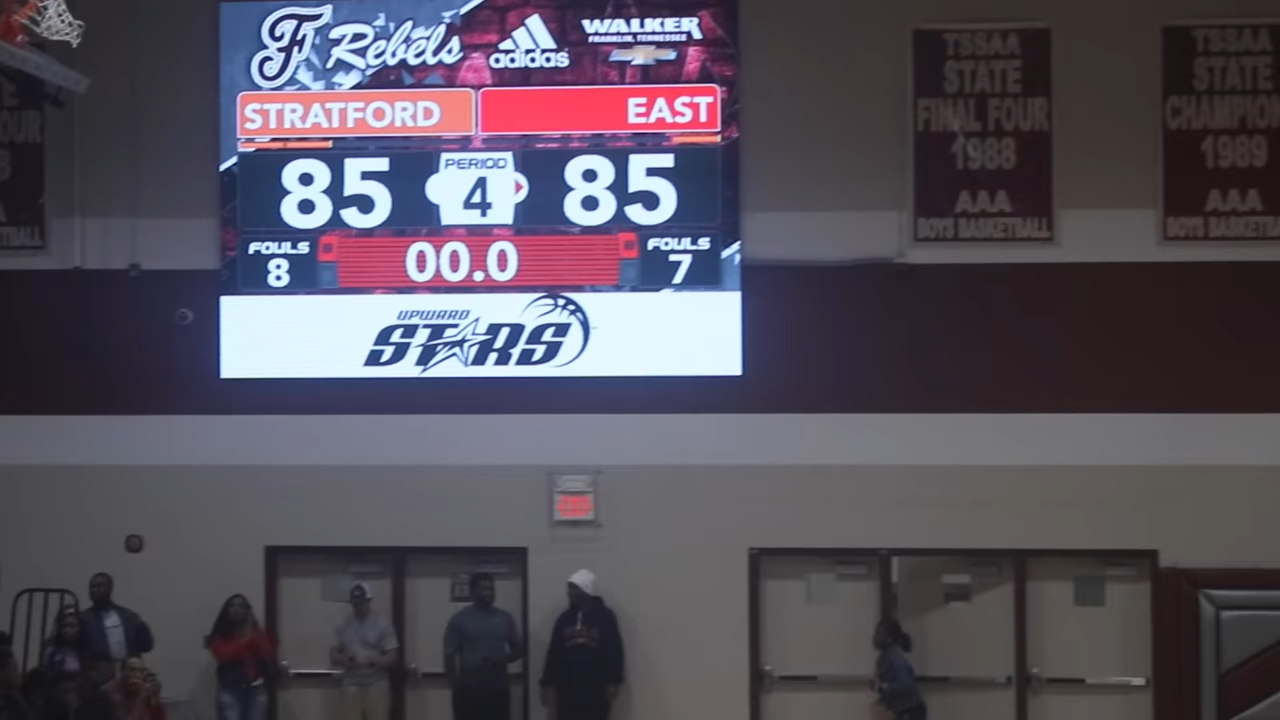 F Rebels
adidas
WALKER
FRANKLIN, TENNESSEE
STRATFORD
EAST
85
PERIOD
4
85
FOULS
8
00.0
FOULS
7
UPWARD
STARS
TSSAA
STATE
FINAL FOUR
1988
AAA
BOYS BASKETBALL
TSSAA
STATE
CHAMPION
1989
AAA
BOYS BASKETBALL